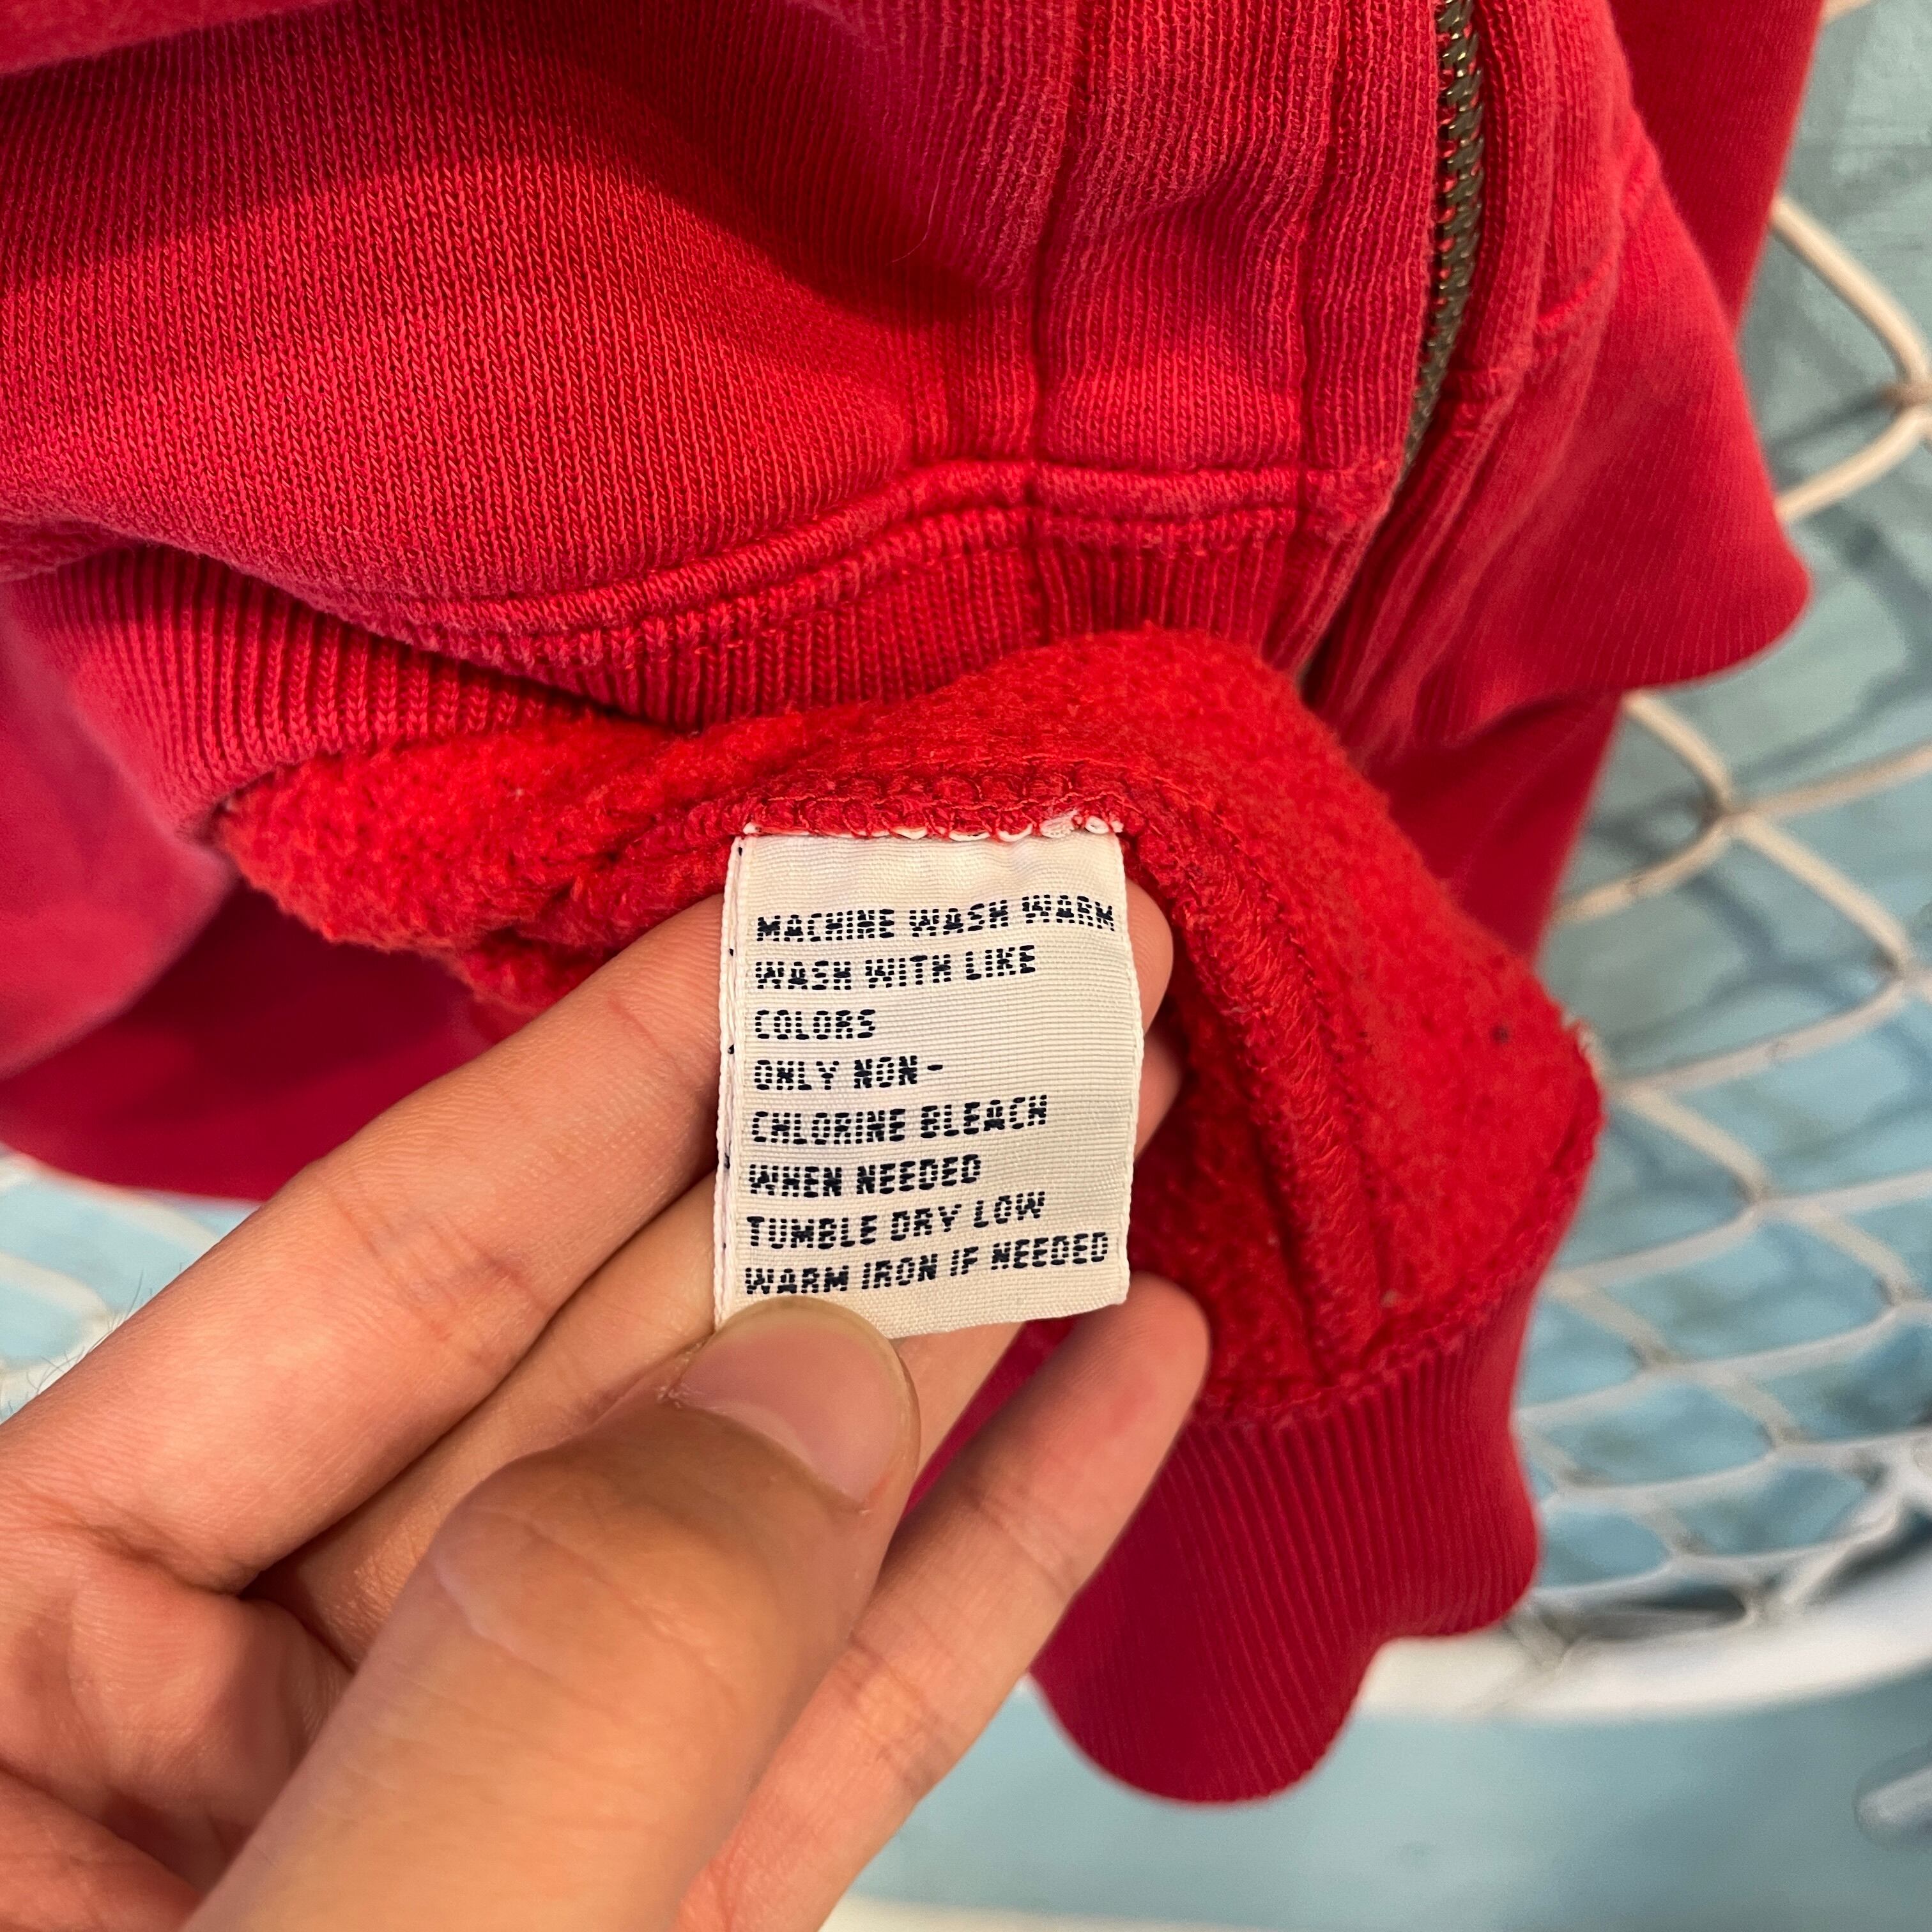 MACHINE WASH WARM
WASH WITH LIKE
COLORS
ONLY NON-
CHLORINE BLEACH
WHEN NEEDED
TUMBLE DRY LOW
WARM IRON IF NEEDED